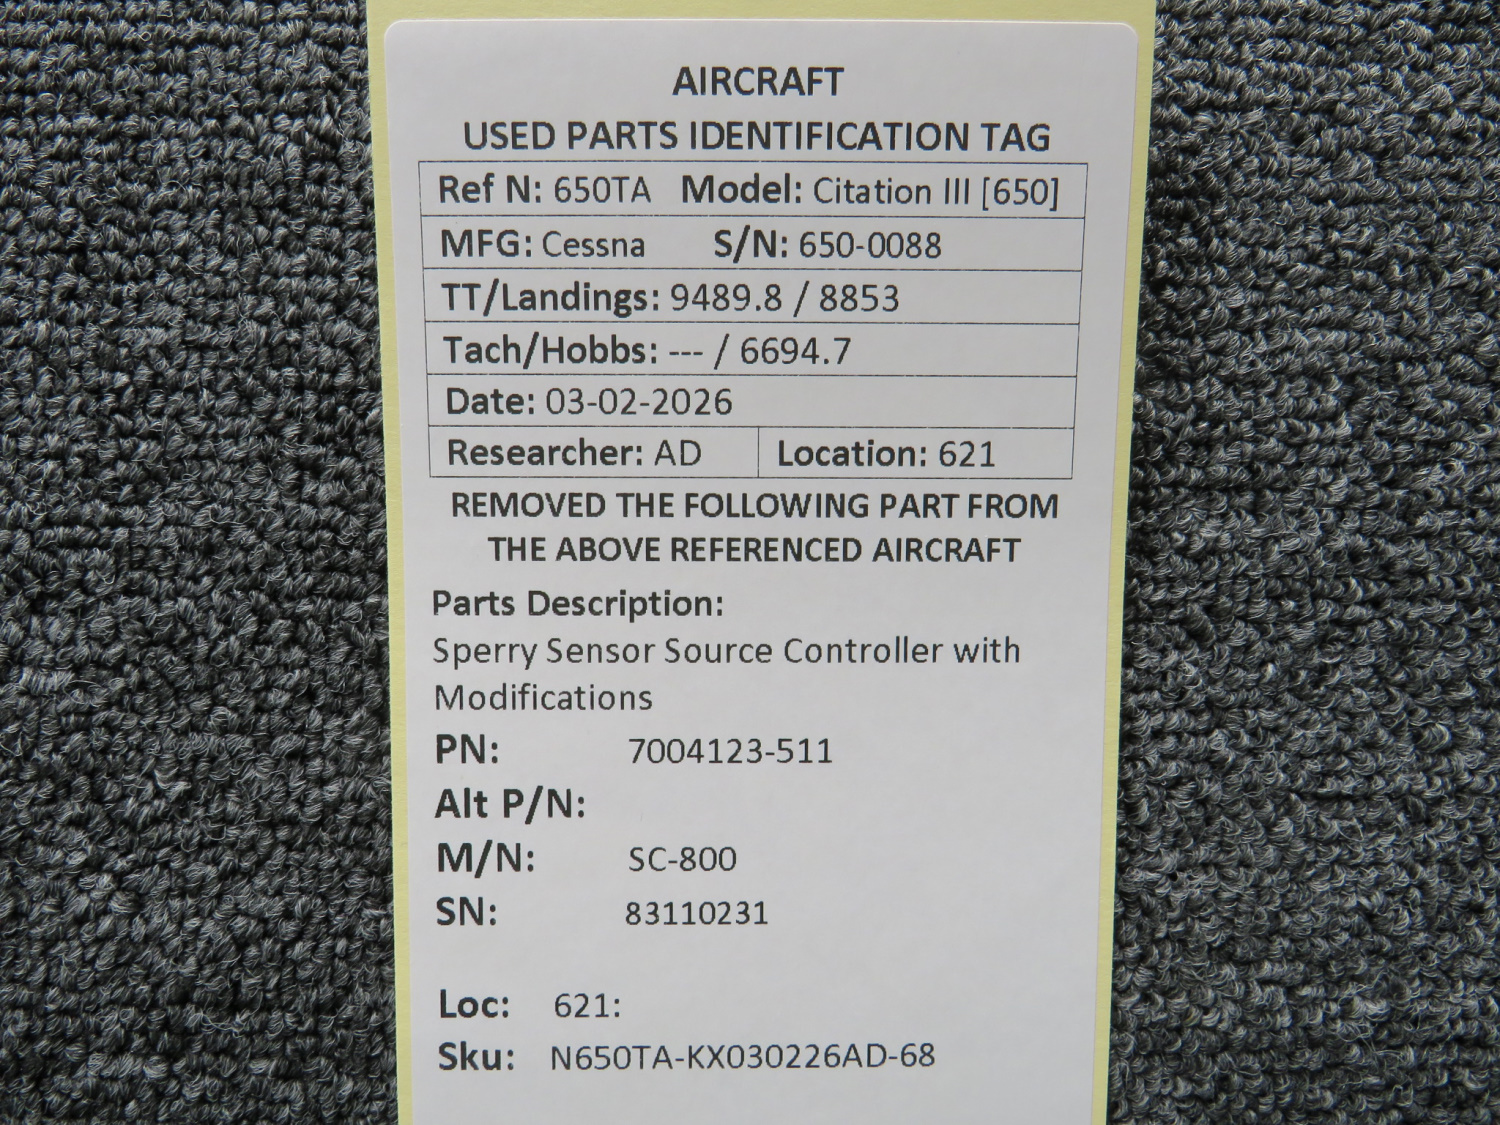 AIRCRAFT
USED PARTS IDENTIFICATION TAG
Ref N: 650TA Model: Citation III [650]
MFG: Cessna S/N: 650-0088
TT/Landings: 9489.8 / 8853
Tach/Hobbs: --- / 6694.7
Date: 03-02-2026
Researcher: AD Location: 621
REMOVED THE FOLLOWING PART FROM
THE ABOVE REFERENCED AIRCRAFT
Parts Description:
Sperry Sensor Source Controller with
Modifications
PN: 7004123-511
Alt P/N:
M/N: SC-800
SN: 83110231
Loc: 621:
Sku: N650TA-KX030226AD-68